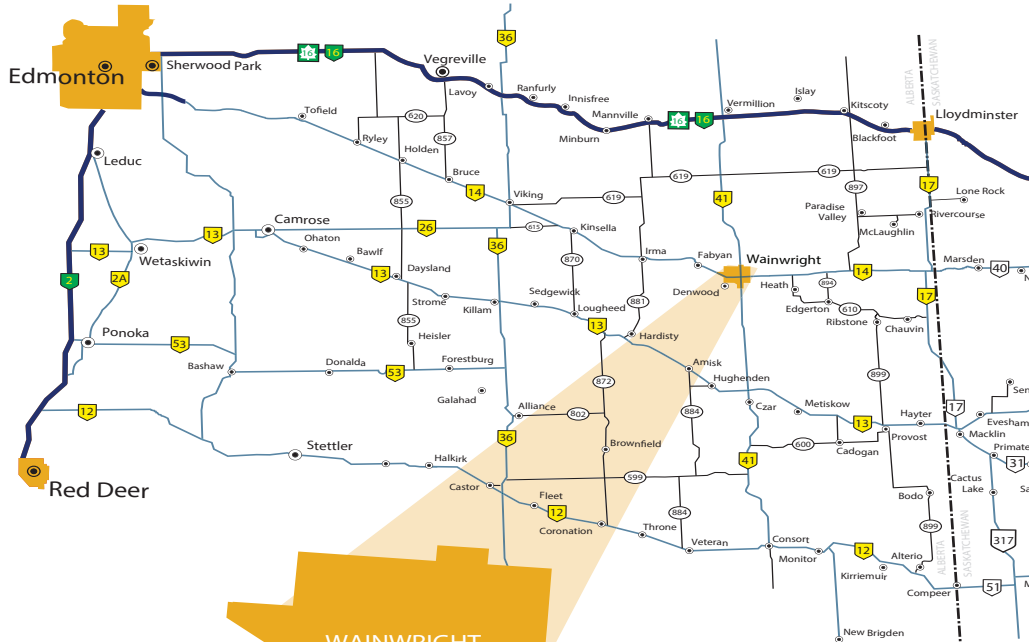 36
16
16
Edmonton
Sherwood Park
Vegreville
Lavoy
Ranfurly
Innisfree
Mannville
Minburn
16
16
Vermillion
Islay
Kitscoty
Blackfoot
Lloydminster
ALBERTA
SASKATCHEWAN
Tofield
620
857
Ryley
Holden
Bruce
14
Leduc
855
Viking
619
619
619
41
897
17
Lone Rock
Paradise
Valley
Rivercourse
McLaughlin
Camrose
13
26
36
615
Kinsella
Ohaton
Bawlf
13
Daysland
13
Wetaskiwin
2A
2
870
Irma
Fabyan
Wainwright
14
Marsden
40
N
Denwood
Heath
894
Edgerton
610
Ribstone
Chauvin
17
Strome
Killam
Sedgewick
Lougheed
881
13
Hardisty
855
Heisler
Ponoka
53
Bashaw
Donalda
53
Forestburg
Galahad
Amisk
Hughenden
872
899
12
Alliance
802
884
Czar
Metiskow
13
Hayter
17
Sen
Evesham
Macklin
Provost
Primate
31
Stettler
36
Brownfield
600
Cadogan
41
Halkirk
Castor
599
Red Deer
Fleet
12
Coronation
884
Throne
Veteran
Consort
Monitor
Bodo
899
Cactus
Lake
Sa
317
12
Alterio
Kirriemuir
ALBERTA
SASKATCHEWAN
Compeer
51
M
New Brigden
WAINWRIGHT